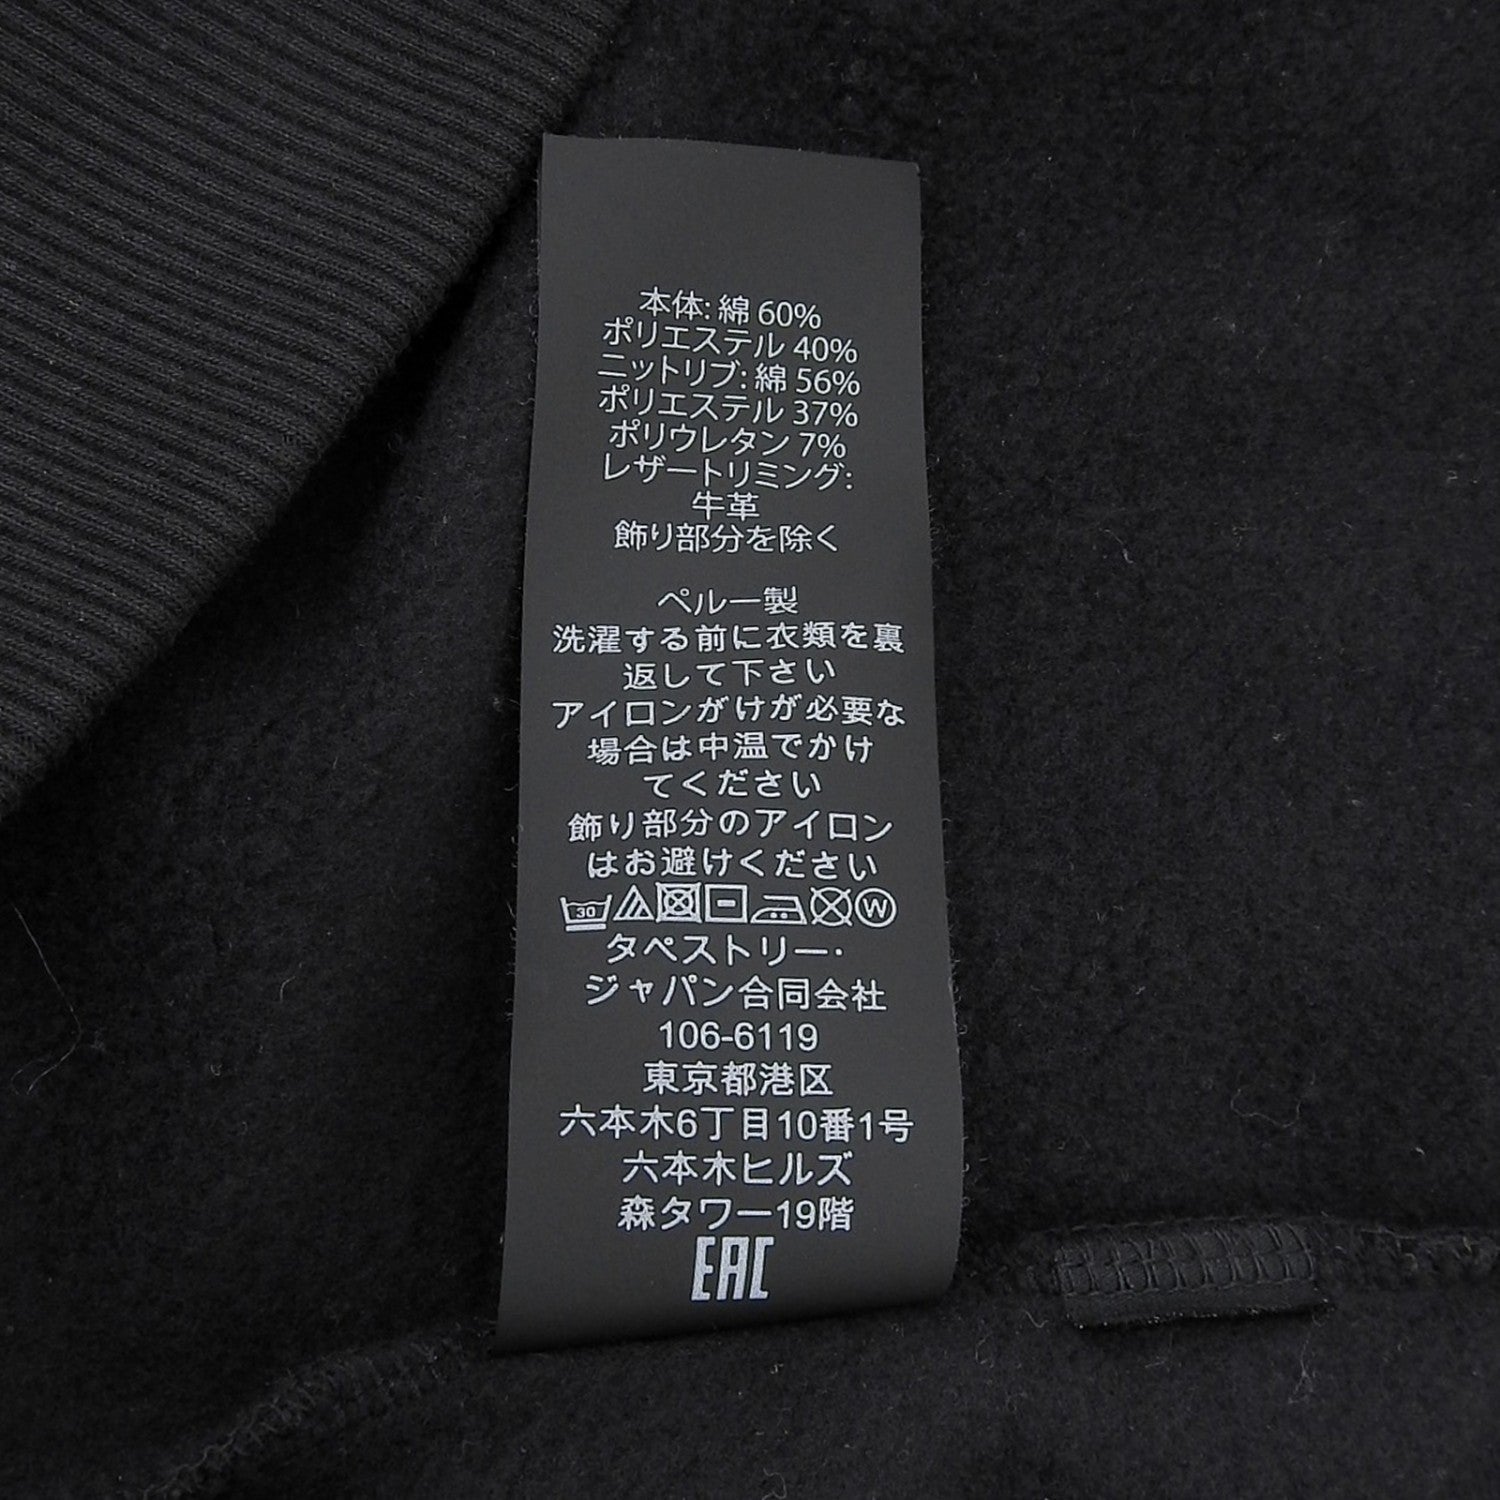 本体: 綿 60%
ポリエステル 40%
ニットリブ: 綿 56%
ポリエステル 37%
ポリウレタン 7%
レザートリミング:
牛革
飾り部分を除く
ペルー製
洗濯する前に衣類を裏
返して下さい
アイロンがけが必要な
場合は中温でかけ
てください
飾り部分のアイロン
はお避けください
30 W
タペストリー・
ジャパン合同会社
106-6119
東京都港区
六本木6丁目10番1号
六本木ヒルズ
森タワー19階
EAC